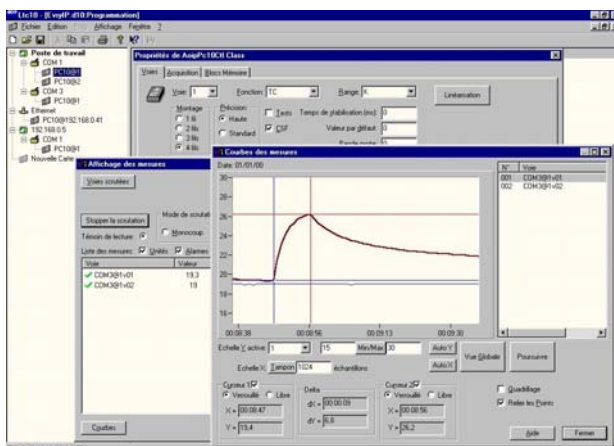 Ltc10 - [EvryIP.d10:Programmation]
Fichier Edition Affichage Fenêtre ?
Poste de travail
COM 1
PC10@1
PC10@2
COM 3
PC10@1
Ethernet
PC10@192.168.0.41
192.168.0.5
COM 1
PC10@1
Nouvelle Carte
Propriétés de AoipPc10Ctl Class
Voies Acquisition Blocs Mémoire
Voie: 1 Fonction: TC Range: K Linéarisation
Montage
1 fil
2 fils
3 fils
4 fils
Précision
Haute
Standard
Tests
CSF
Temps de stabilisation (ms): 0
Valeur par défaut: 0
Affichage des mesures
Voies scrutées
Stopper la scrutation
Mode de scrutati
Témoin de lecture:
Monocoup
Liste des mesures: Unités Alarmes
Voie Valeur
COM3@1v01 19,3
COM3@1v02 19
Courbes
Courbes des mesures
Date: 01/01/00
30
28
26
24
22
20
18
16
00:08:38 00:08:56 00:09:13 00:09:30
N° Voie
001 COM3@1v01
002 COM3@1v02
Echelle Y active: 1 15 Min/Max 30 Auto Y
Echelle X: Tampon 1024 échantillons Auto X
Vue Globale Poursuivre
Curseur 1
Verrouillé Libre
X = 00:08:47
Y = 19,4
Delta
dX = 00:00:09
dY = 6,8
Curseur 2
Verrouillé Libre
X = 00:08:56
Y = 26,2
Quadrillage
Relier les Points
Aide Fermer